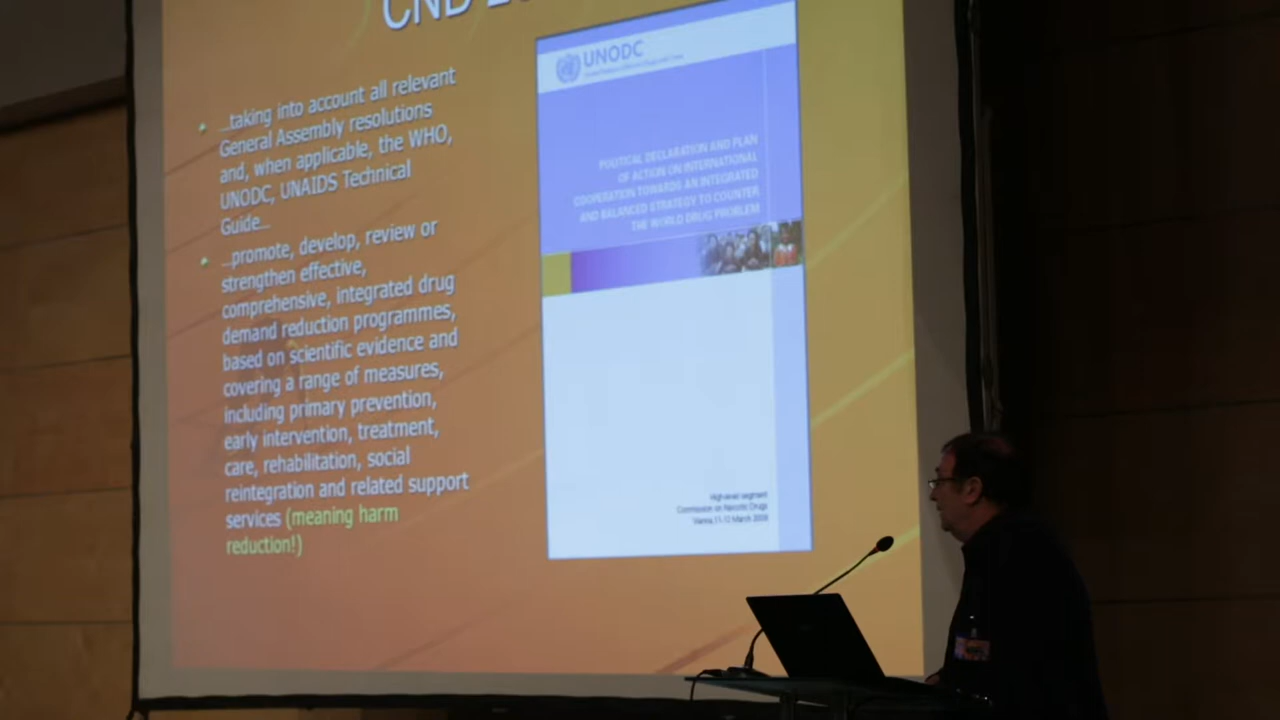 CND
...taking into account all relevant
General Assembly resolutions
and, when applicable, the WHO,
UNODC, UNAIDS Technical
Guide...
...promote, develop, review or
strengthen effective,
comprehensive, integrated drug
demand reduction programmes,
based on scientific evidence and
covering a range of measures,
including primary prevention,
early intervention, treatment,
care, rehabilitation, social
reintegration and related support
services (meaning harm
reduction!)
UNODC
POLITICAL DECLARATION AND PLAN
OF ACTION ON INTERNATIONAL
COOPERATION TOWARDS AN INTEGRATED
AND BALANCED STRATEGY TO COUNTER
THE WORLD DRUG PROBLEM
High-level segment
Commission on Narcotic Drugs
Vienna, 11-12 March